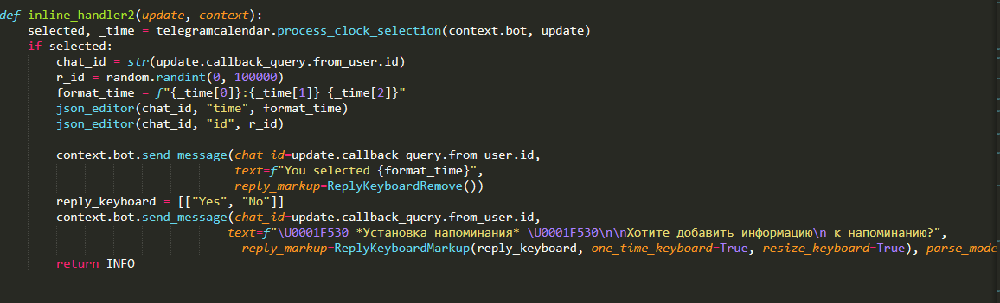 def inline_handler2(update, context):
    selected, _time = telegramcalendar.process_clock_selection(context.bot, update)
    if selected:
        chat_id = str(update.callback_query.from_user.id)
        r_id = random.randint(0, 100000)
        format_time = f"{_time[0]}:{_time[1]} {_time[2]}"
        json_editor(chat_id, "time", format_time)
        json_editor(chat_id, "id", r_id)

        context.bot.send_message(chat_id=update.callback_query.from_user.id,
                                 text=f"You selected {format_time}",
                                 reply_markup=ReplyKeyboardRemove())
        reply_keyboard = [["Yes", "No"]]
        context.bot.send_message(chat_id=update.callback_query.from_user.id,
                                text=f"\U0001F530 *Установка напоминания* \U0001F530\n\nХотите добавить информацию\n к напоминанию?",
                                  reply_markup=ReplyKeyboardMarkup(reply_keyboard, one_time_keyboard=True, resize_keyboard=True), parse_mode
        return INFO